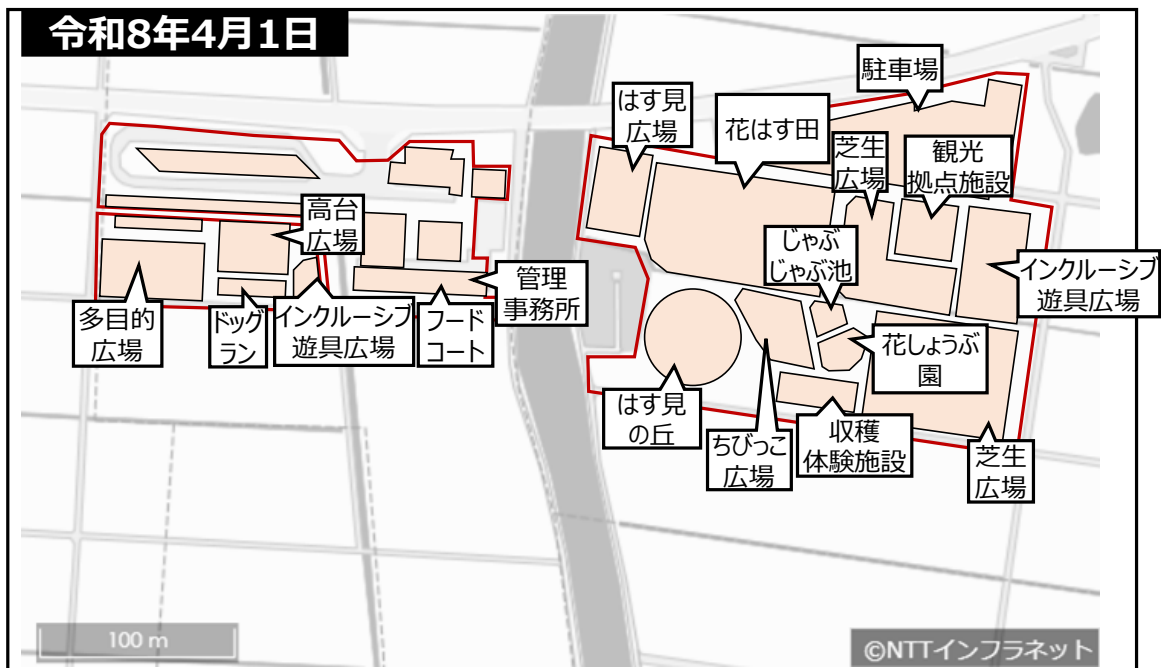 令和8年4月1日
駐車場
はす見
広場
花はす田
芝生
広場
観光
拠点施設
高台
広場
じゃぶ
じゃぶ池
インクルーシブ
遊具広場
管理
事務所
多目的
広場
ドッグ
ラン
インクルーシブ
遊具広場
フード
コート
花しょうぶ
園
はす見
の丘
ちびっこ
広場
収穫
体験施設
芝生
広場
100 m
©NTTインフラネット